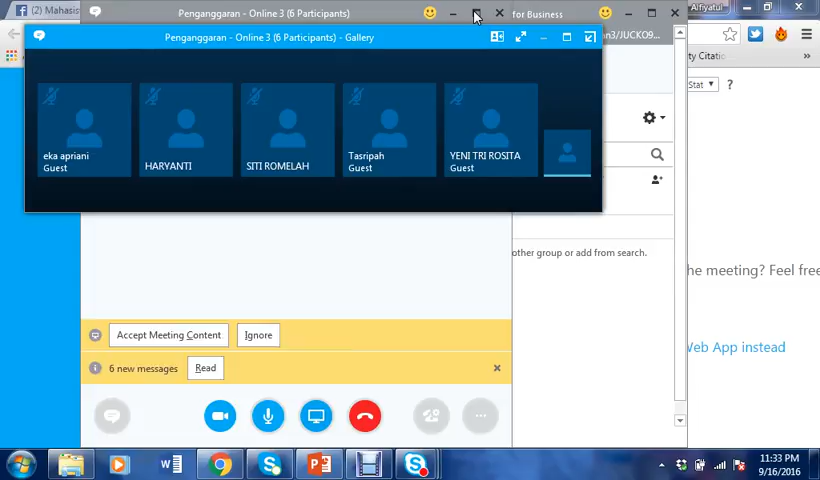 (2) Mahasis
Penganggaran - Online 3 (6 Participants)
for Business
Alfiyatul
Penganggaran - Online 3 (6 Participants) - Gallery
an3/JUCKO9...
ty Citatio
Stat
?
eka apriani
Guest
HARYANTI
SITI ROMELAH
Tasripah
Guest
YENI TRI ROSITA
Guest
other group or add from search.
he meeting? Feel free
Web App instead
Accept Meeting Content
Ignore
6 new messages
Read
11:33 PM
9/16/2016